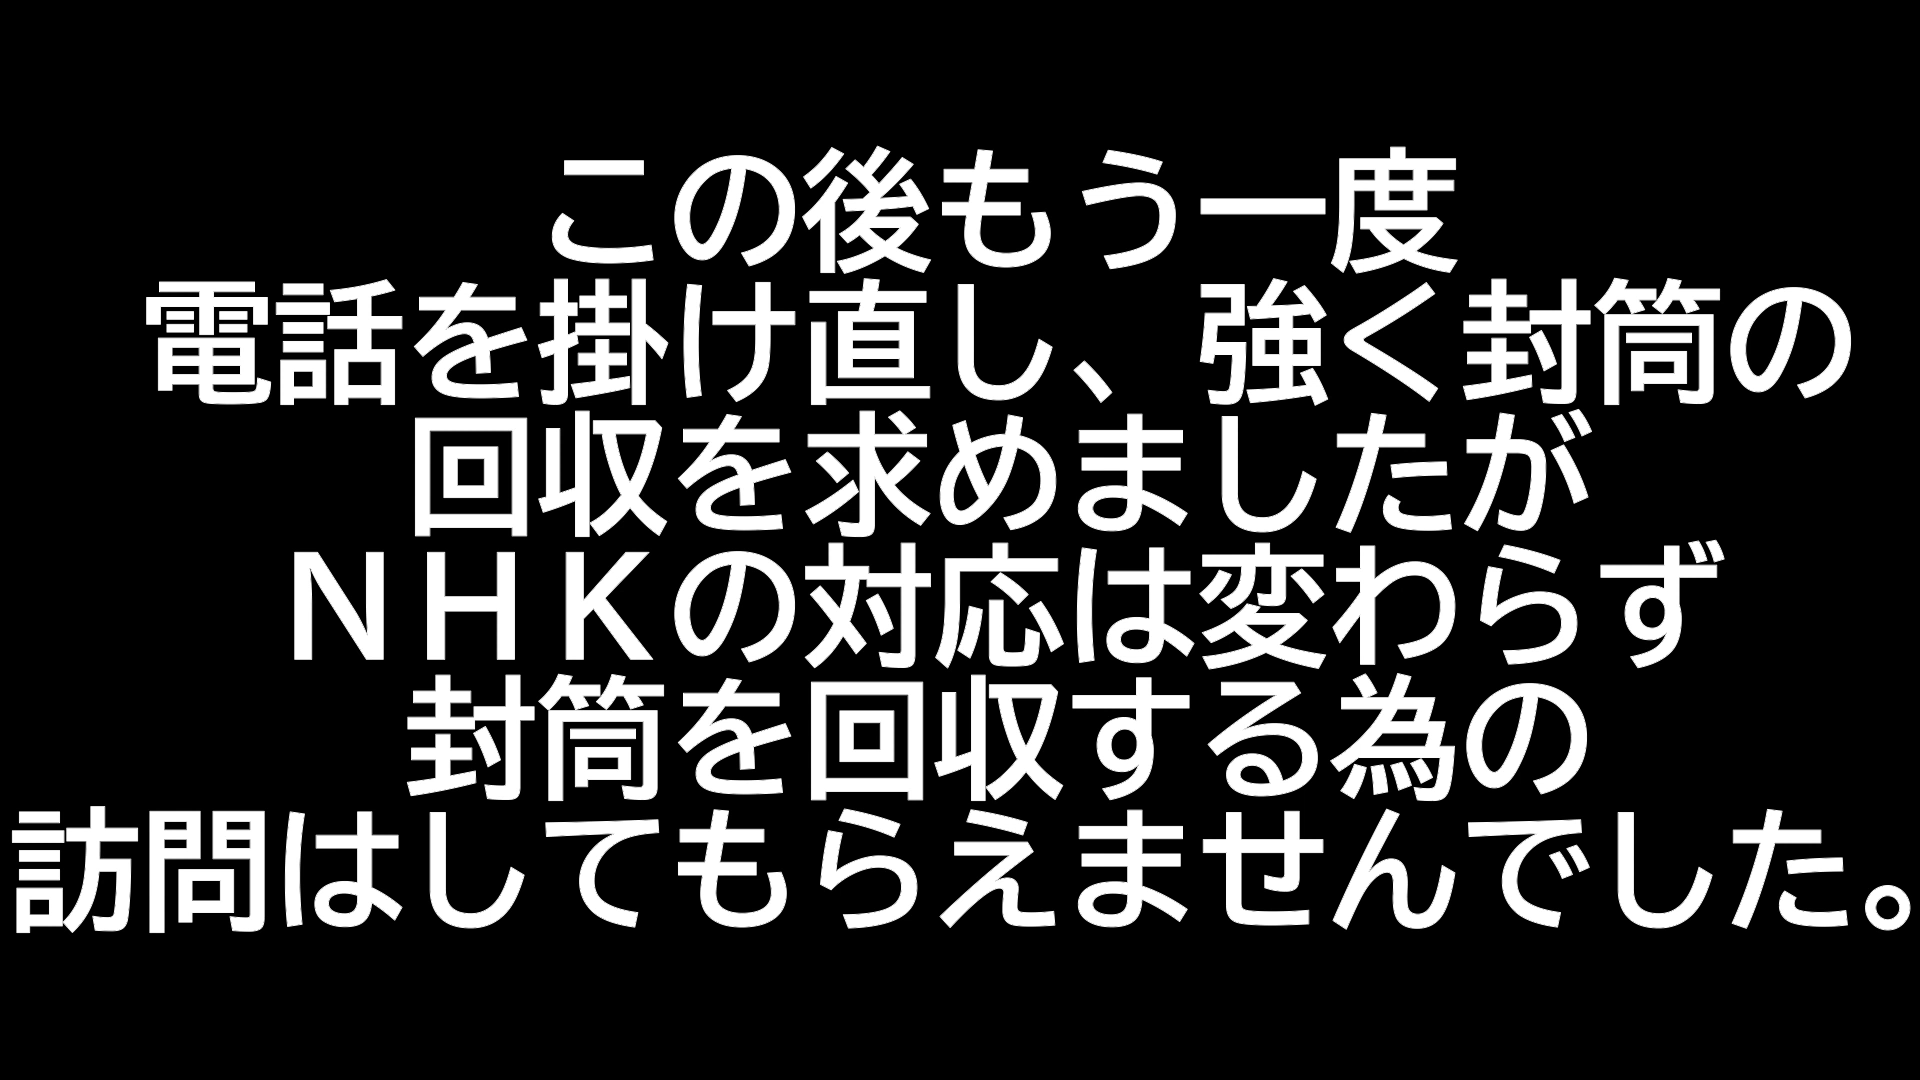 この後もう一度
電話を掛け直し、強く封筒の
回収を求めましたが
ＮＨＫの対応は変わらず
封筒を回収する為の
訪問はしてもらえませんでした。